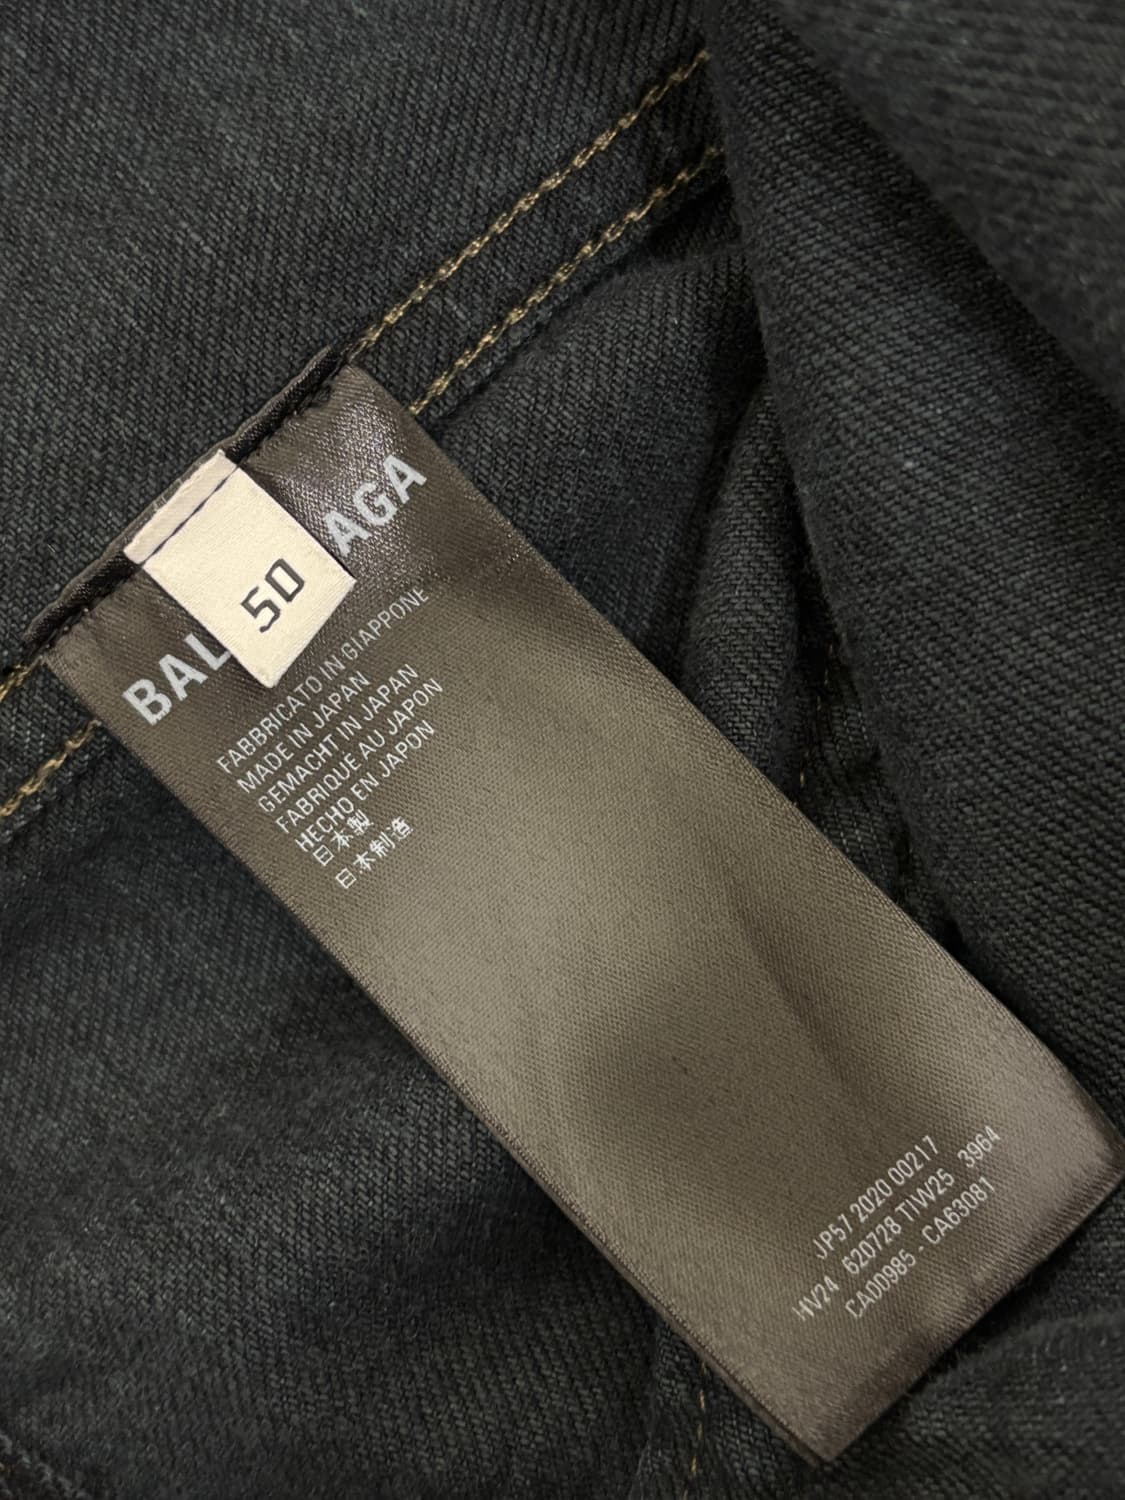 BAL AGA
50
FABBRICATO IN GIAPPONE
MADE IN JAPAN
GEMACHT IN JAPAN
FABRIQUE AU JAPON
HECHO EN JAPON
日本製
日本制造
JP57 2020 00217
HV24 620728 TIW25 3964
CA00985 - CA63081